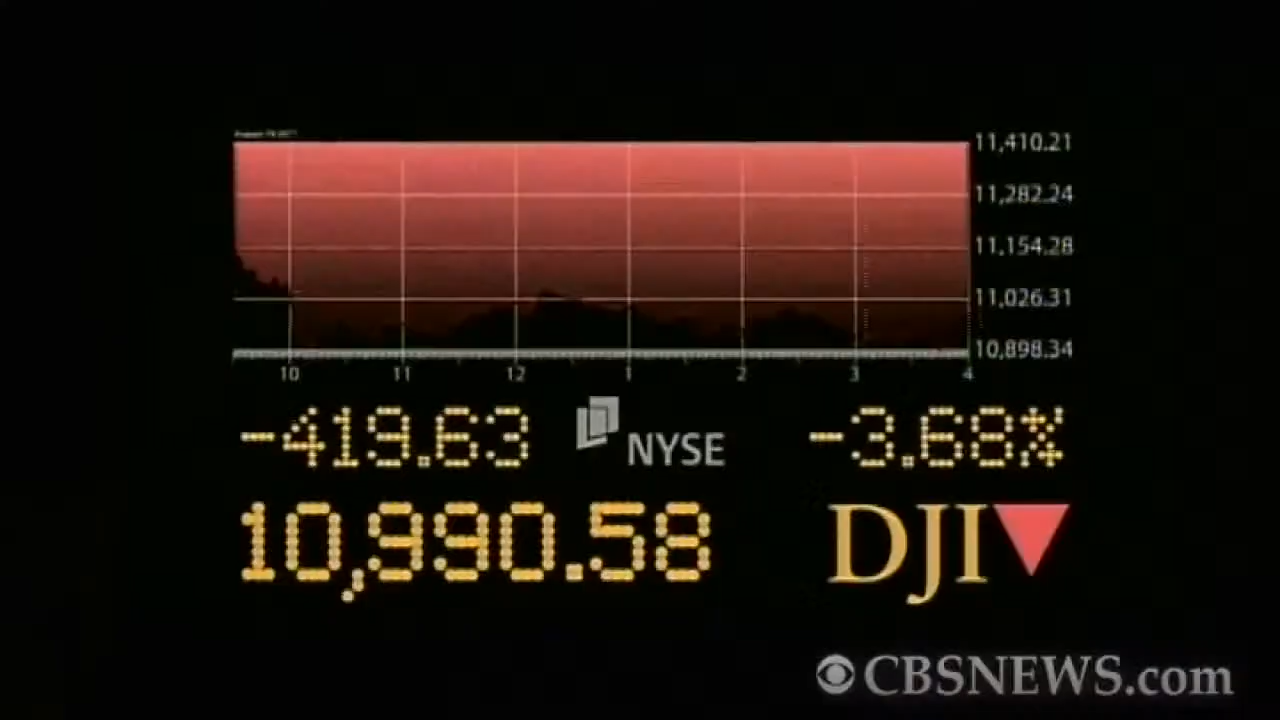 11,410.21
11,282.24
11,154.28
11,026.31
10,898.34
10 11 12 1 2 3 4
-419.63 NYSE -3.68%
10,990.58 DJI
CBSNEWS.com